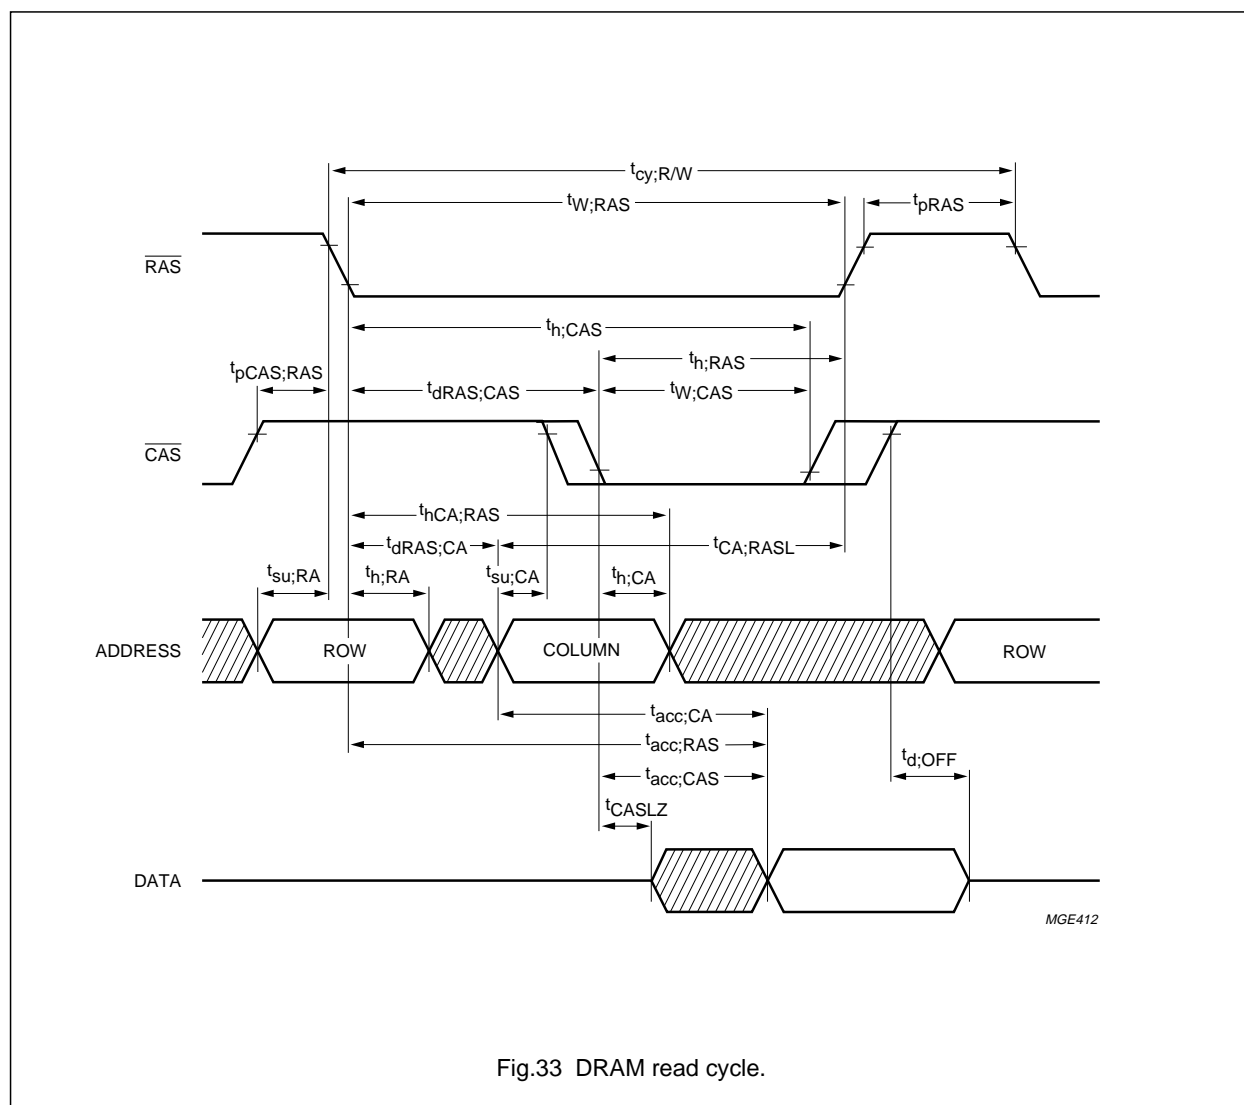 tcy;R/W
tW;RAS
tpRAS
RAS
th;CAS
th;RAS
tpCAS;RAS
tdRAS;CAS
tW;CAS
CAS
thCA;RAS
tdRAS;CA
tCA;RASL
tsu;RA
th;RA
tsu;CA
th;CA
ADDRESS
ROW
COLUMN
ROW
tacc;CA
tacc;RAS
td;OFF
tacc;CAS
tCASLZ
DATA
MGE412
Fig.33 DRAM read cycle.